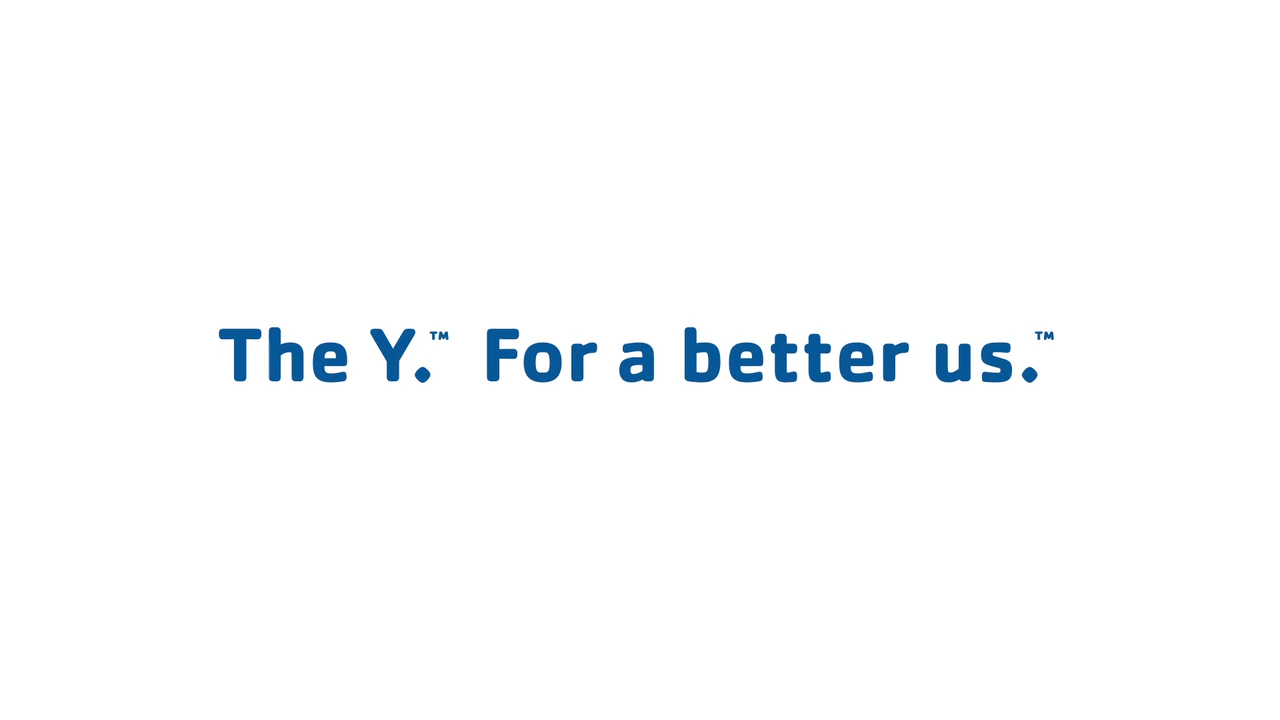 The Y.™ For a better us.™